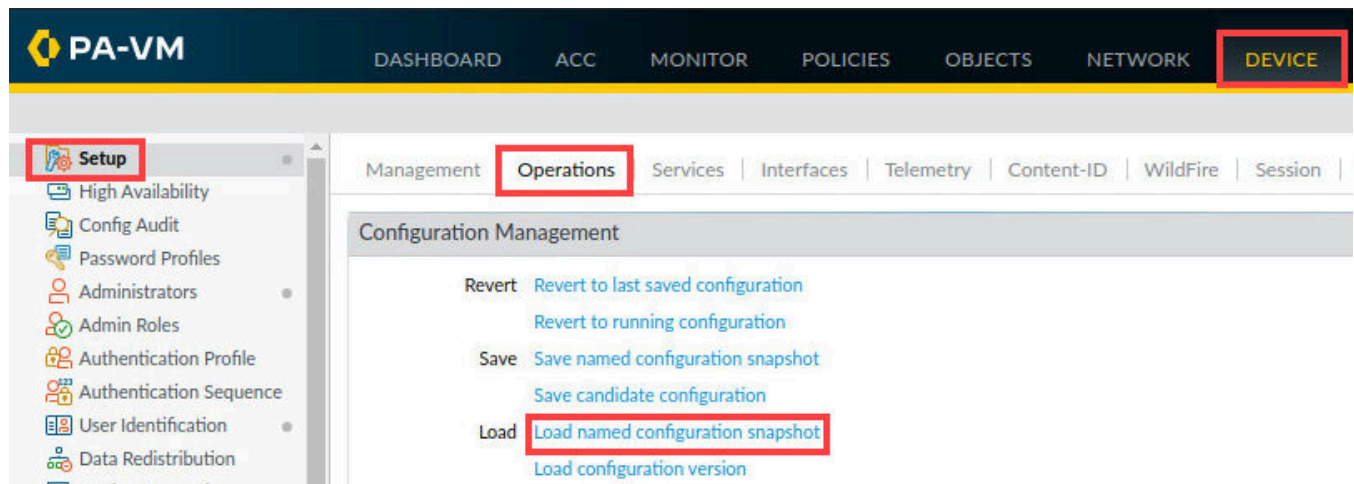 PA-VM
DASHBOARD ACC MONITOR POLICIES OBJECTS NETWORK DEVICE
Setup
High Availability
Config Audit
Password Profiles
Administrators
Admin Roles
Authentication Profile
Authentication Sequence
User Identification
Data Redistribution
Management Operations Services Interfaces Telemetry Content-ID WildFire Session
Configuration Management
Revert Revert to last saved configuration
Revert to running configuration
Save Save named configuration snapshot
Save candidate configuration
Load Load named configuration snapshot
Load configuration version